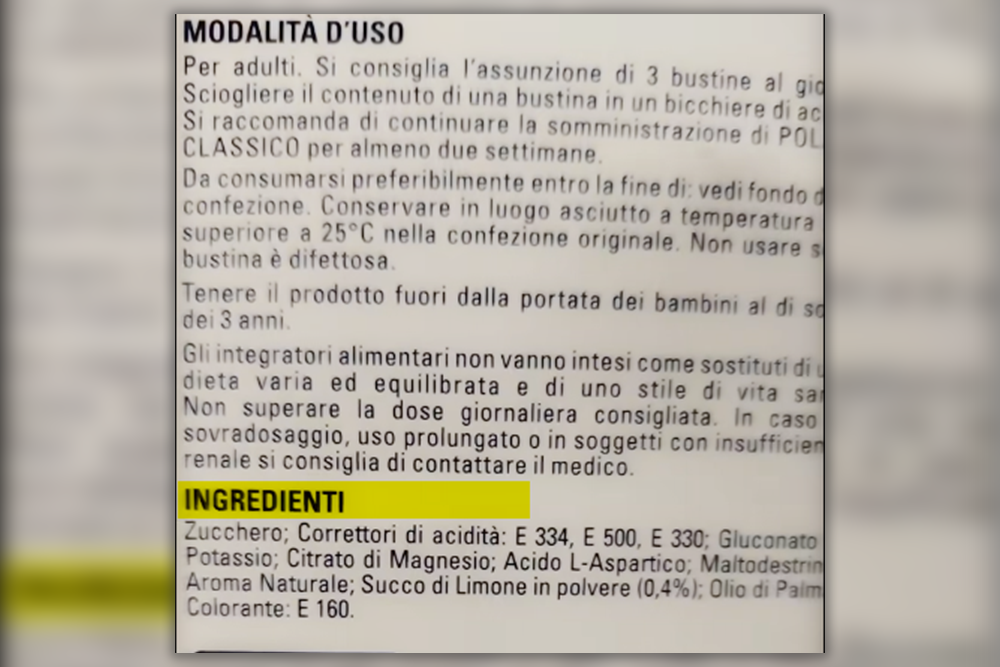 MODALITÀ D'USO
Per adulti. Si consiglia l'assunzione di 3 bustine al
Sciogliere il contenuto di una bustina in un bicchiere di
Si raccomanda di continuare la somministrazione di
CLASSICO per almeno due settimane.
Da consumarsi preferibilmente entro la fine di: vedi fondo
confezione. Conservare in luogo asciutto a temperatura
superiore a 25°C nella confezione originale. Non usare
bustina è difettosa.
Tenere il prodotto fuori dalla portata dei bambini al di
dei 3 anni.
Gli integratori alimentari non vanno intesi come sostituti di
dieta varia ed equilibrata e di uno stile di vita
Non superare la dose giornaliera consigliata. In caso
sovradosaggio, uso prolungato o in soggetti con
renale si consiglia di contattare il medico.
INGREDIENTI
Zucchero; Correttori di acidità: E 334, E 500, E 330; Gluconato
Potassio; Citrato di Magnesio; Acido L-Aspartico;
Aroma Naturale; Succo di Limone in polvere (0,4%); Olio di
Colorante: E 160.